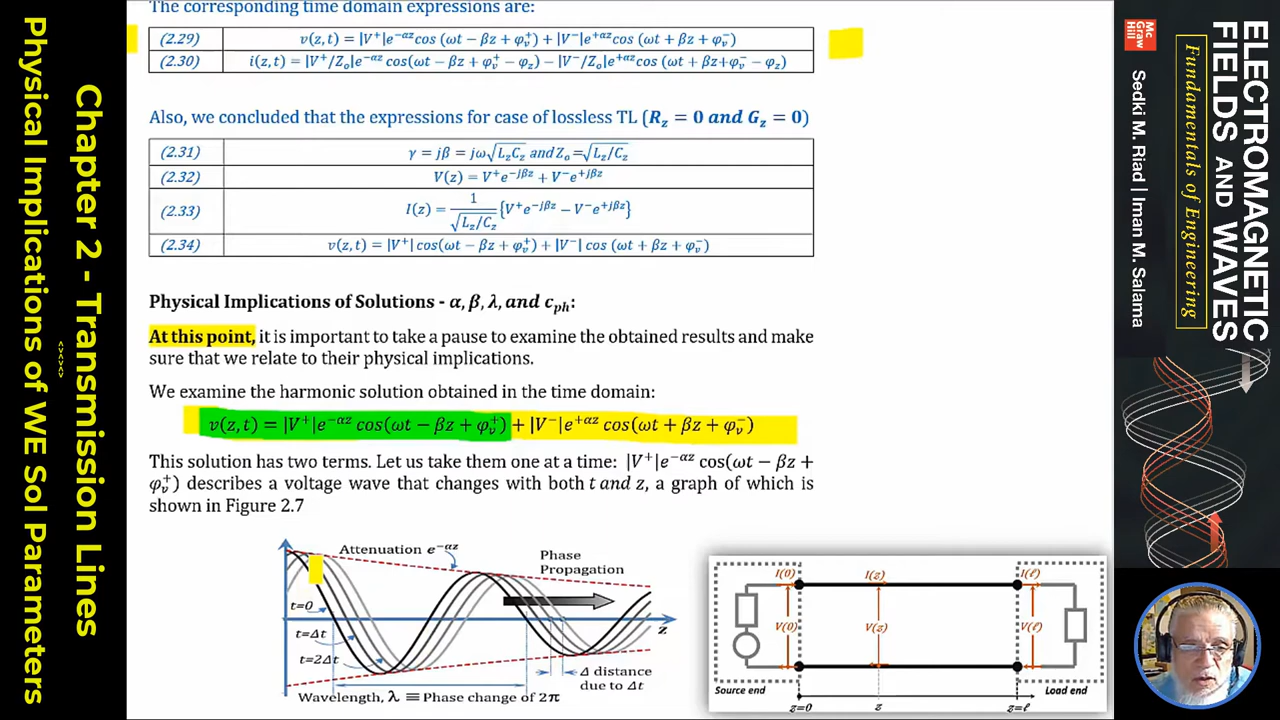 Chapter 2 - Transmission Lines
<><><>
Physical Implications of WE Sol Parameters
The corresponding time domain expressions are:
(2.29) v(z, t) = |V⁺|e^{−αz}cos (ωt − βz + φ_v^+) + |V⁻|e^{+αz}cos (ωt + βz + φ_v^−)
(2.30) i(z, t) = |V⁺/Z_o|e^{−αz} cos(ωt − βz + φ_v^+ − φ_z) − |V⁻/Z_o|e^{+αz}cos (ωt + βz+φ_v^− − φ_z)
Also, we concluded that the expressions for case of lossless TL (R_z = 0 and G_z = 0)
(2.31) γ = jβ = jω√(L_zC_z) and Z_o=√(L_z/C_z)
(2.32) V(z) = V⁺e^{−jβz} + V⁻e^{+jβz}
(2.33) I(z) = 1/√(L_z/C_z) {V⁺e^{−jβz} − V⁻e^{+jβz}}
(2.34) v(z, t) = |V⁺| cos(ωt − βz + φ_v^+) + |V⁻| cos (ωt + βz + φ_v^−)
Physical Implications of Solutions - α, β, λ, and c_{ph}:
At this point, it is important to take a pause to examine the obtained results and make
sure that we relate to their physical implications.
We examine the harmonic solution obtained in the time domain:
v(z, t) = |V⁺|e^{−αz} cos(ωt − βz + φ_v^+) + |V⁻|e^{+αz} cos(ωt + βz + φ_v^−)
This solution has two terms. Let us take them one at a time: |V⁺|e^{−αz} cos(ωt − βz +
φ_v^+) describes a voltage wave that changes with both t and z, a graph of which is
shown in Figure 2.7
Attenuation e^{−αz}
Phase
Propagation
t=0
t=Δt
t=2Δt
z
Δ distance
due to Δt
Wavelength, λ ≡ Phase change of 2π
I(0)
I(z)
I(ℓ)
V(0)
V(z)
V(ℓ)
Source end
Load end
z=0
z
z=ℓ
ELECTROMAGNETIC
FIELDS AND WAVES
Fundamentals of Engineering
Mc
Graw
Hill
Sedki M. Riad | Iman M. Salama